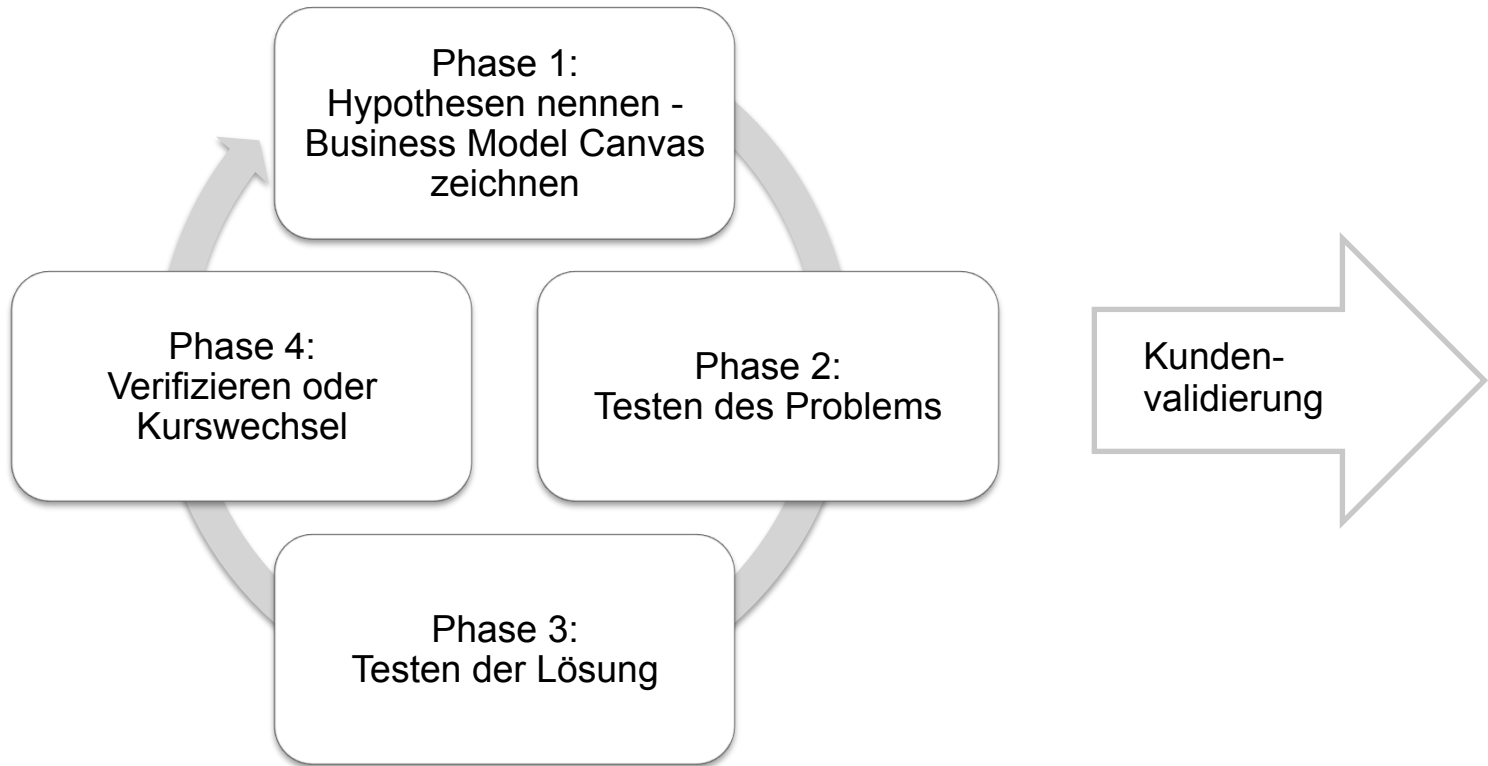 Phase 1:
Hypothesen nennen -
Business Model Canvas
zeichnen
Phase 2:
Testen des Problems
Phase 3:
Testen der Lösung
Phase 4:
Verifizieren oder
Kurswechsel
Kunden-
validierung